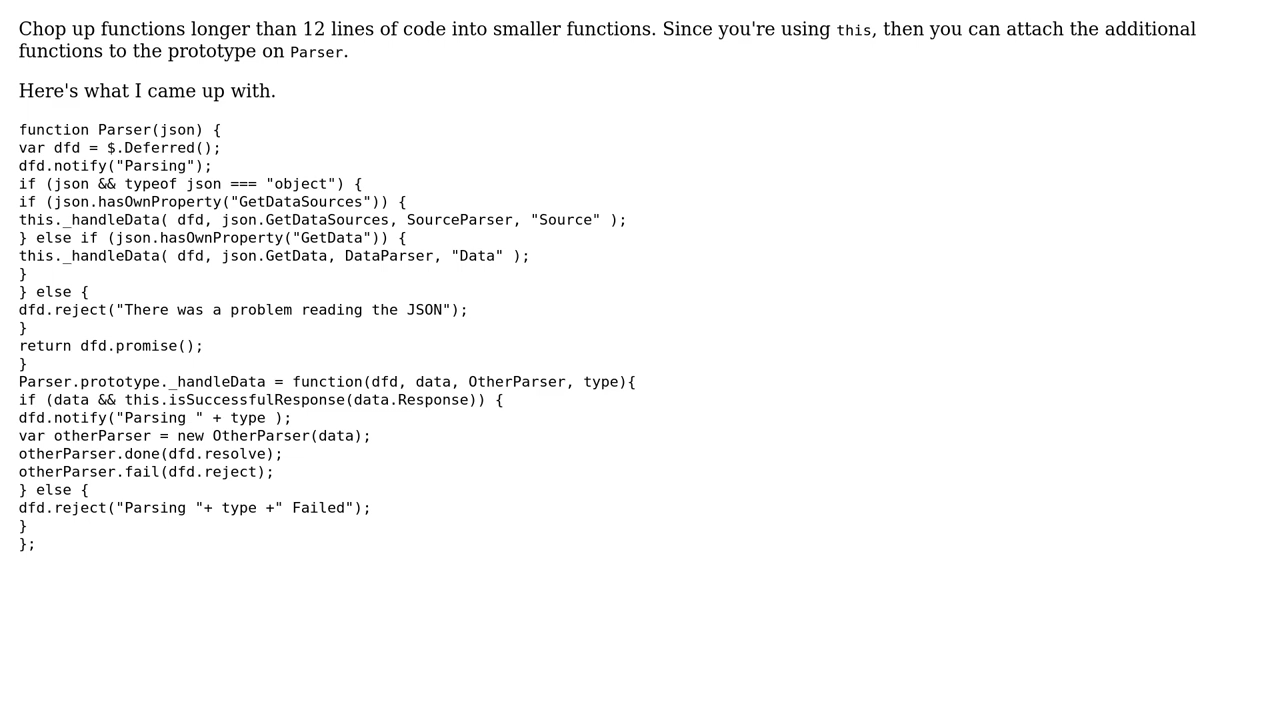 Chop up functions longer than 12 lines of code into smaller functions. Since you're using this, then you can attach the additional
functions to the prototype on Parser.
Here's what I came up with.
function Parser(json) {
var dfd = $.Deferred();
dfd.notify("Parsing");
if (json && typeof json === "object") {
if (json.hasOwnProperty("GetDataSources")) {
this._handleData( dfd, json.GetDataSources, SourceParser, "Source" );
} else if (json.hasOwnProperty("GetData")) {
this._handleData( dfd, json.GetData, DataParser, "Data" );
}
} else {
dfd.reject("There was a problem reading the JSON");
}
return dfd.promise();
}
Parser.prototype._handleData = function(dfd, data, OtherParser, type){
if (data && this.isSuccessfulResponse(data.Response)) {
dfd.notify("Parsing " + type );
var otherParser = new OtherParser(data);
otherParser.done(dfd.resolve);
otherParser.fail(dfd.reject);
} else {
dfd.reject("Parsing "+ type +" Failed");
}
};